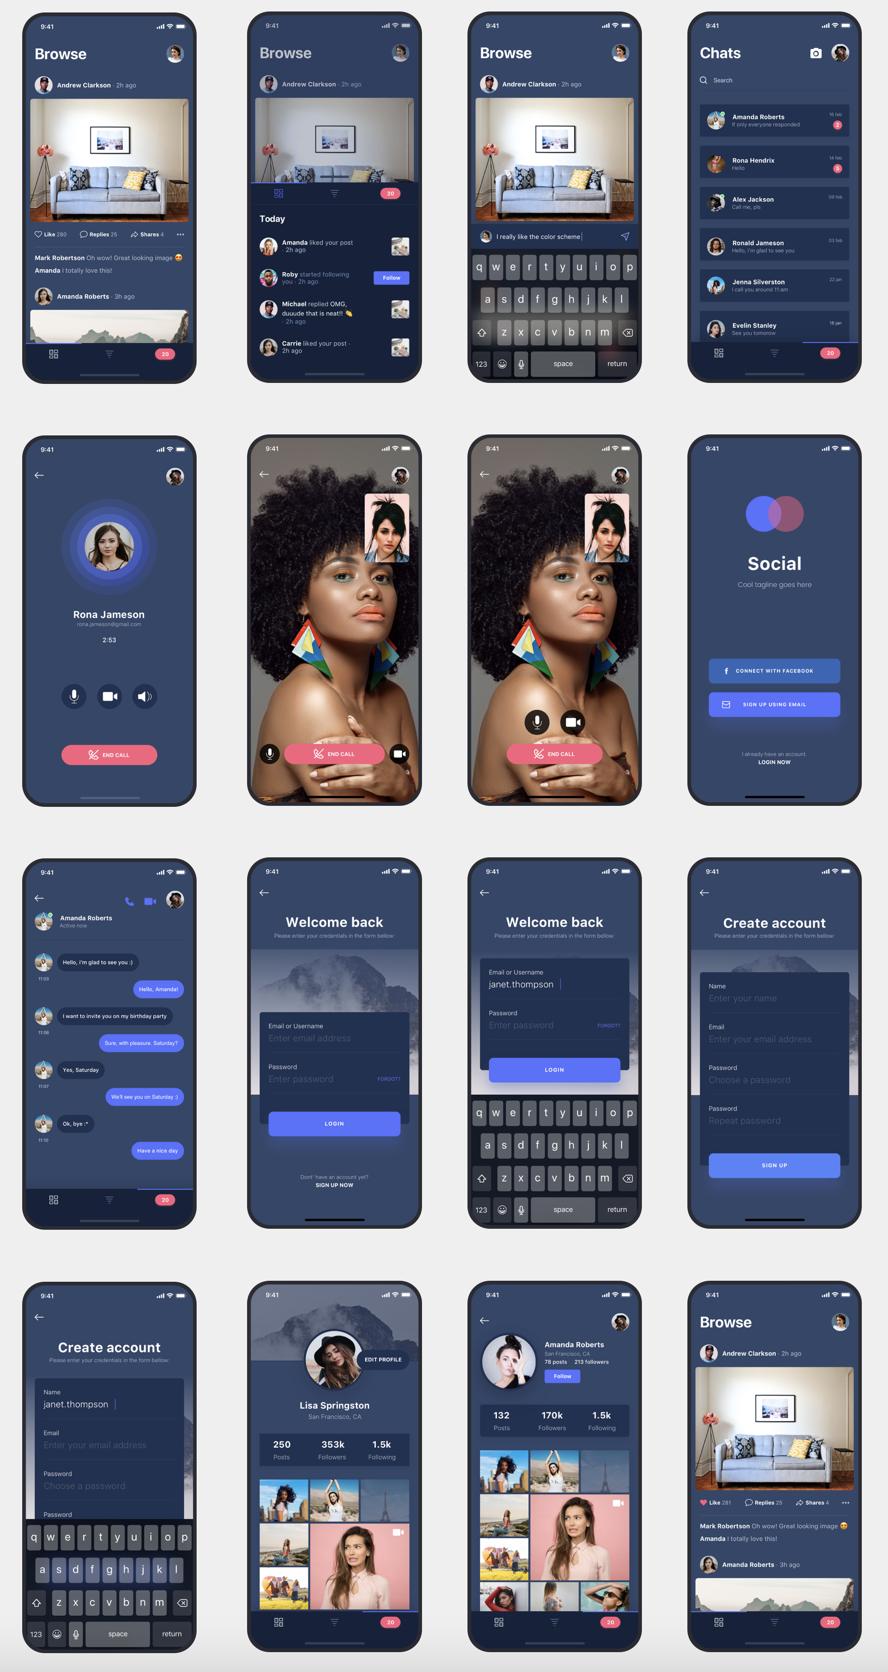 9:41
Browse
Andrew Clarkson · 2h ago
Like 280
Replies 25
Shares 4
Mark Robertson Oh wow! Great looking image 😍
Amanda I totally love this!
Amanda Roberts · 3h ago
20
9:41
Browse
Andrew Clarkson · 2h ago
20
Today
Amanda liked your post
· 2h ago
Roby started following
you · 2h ago
Follow
Michael replied OMG,
duuude that is neat!! 👏
· 2h ago
Carrie liked your post ·
2h ago
9:41
Browse
Andrew Clarkson · 2h ago
I really like the color scheme
q w e r t y u i o p
a s d f g h j k l
z x c v b n m
123 space return
9:41
Chats
Search
Amanda Roberts
16 feb
If only everyone responded
2
Rona Hendrix
14 feb
Hello
5
Alex Jackson
09 feb
Call me, pls
Ronald Jameson
03 feb
Hello, i'm glad to see you
Jenna Silverston
22 jan
I call you around 11 am
Evelin Stanley
18 jan
See you tomorrow
20
9:41
Rona Jameson
rona.jameson@gmail.com
2:53
END CALL
9:41
END CALL
9:41
END CALL
9:41
Social
Cool tagline goes here
f CONNECT WITH FACEBOOK
SIGN UP USING EMAIL
I already have an account.
LOGIN NOW
9:41
Amanda Roberts
Active now
Hello, i'm glad to see you :)
11:03
Hello, Amanda!
I want to invite you on my birthday party
11:06
Sure, with pleasure. Saturday?
Yes, Saturday
11:07
We'll see you on Saturday :)
Ok, bye :*
11:10
Have a nice day
20
9:41
Welcome back
Please enter your credentials in the form bellow:
Email or Username
Enter email address
Password
Enter password
FORGOT?
LOGIN
Dont' have an account yet?
SIGN UP NOW
9:41
Welcome back
Please enter your credentials in the form bellow:
Email or Username
janet.thompson
Password
Enter password
FORGOT?
LOGIN
q w e r t y u i o p
a s d f g h j k l
z x c v b n m
123 space return
9:41
Create account
Please enter your credentials in the form bellow:
Name
Enter your name
Email
Enter your email address
Password
Choose a password
Password
Repeat password
SIGN UP
9:41
Create account
Please enter your credentials in the form bellow:
Name
janet.thompson
Email
Enter your email address
Password
Choose a password
Password
q w e r t y u i o p
a s d f g h j k l
z x c v b n m
123 space return
9:41
EDIT PROFILE
Lisa Springston
San Francisco, CA
250 353k 1.5k
Posts Followers Following
20
9:41
Amanda Roberts
San Francisco, CA
78 posts 213 followers
Follow
132 170k 1.5k
Posts Followers Following
20
9:41
Browse
Andrew Clarkson · 2h ago
Like 281
Replies 25
Shares 4
Mark Robertson Oh wow! Great looking image 😍
Amanda I totally love this!
Amanda Roberts · 3h ago
20